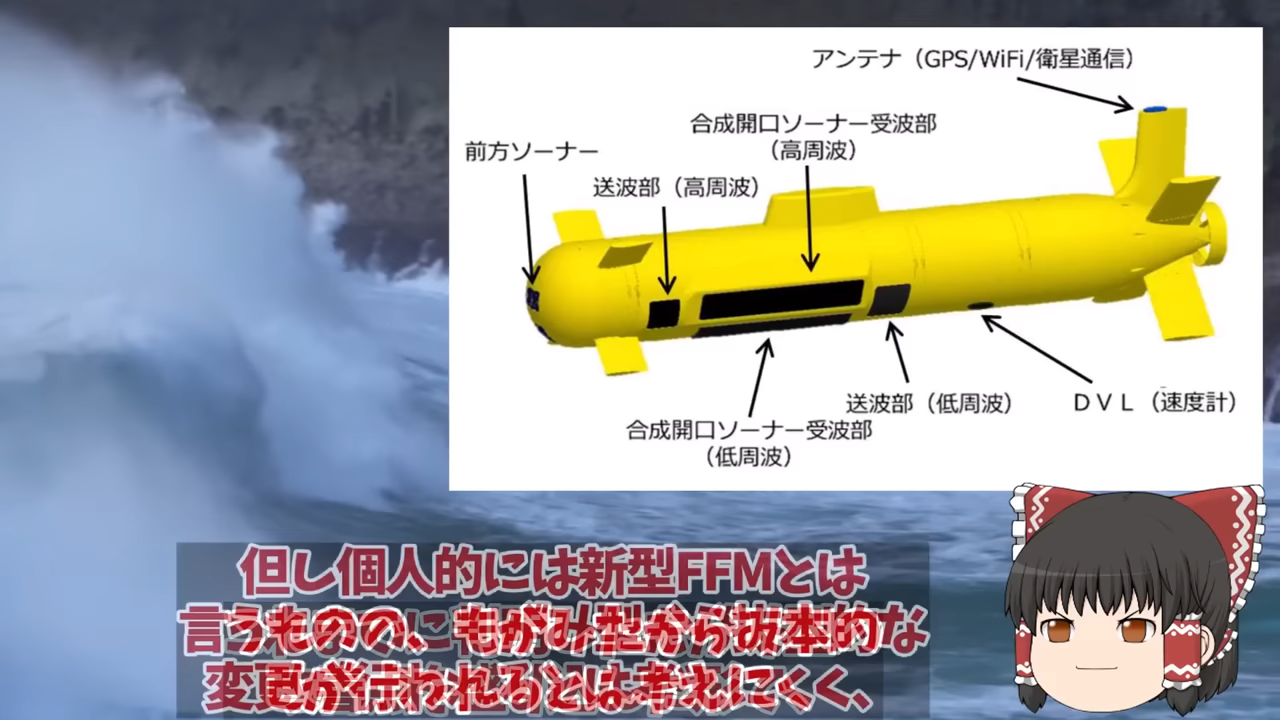 アンテナ（GPS/WiFi/衛星通信）
合成開口ソーナー受波部
（高周波）
前方ソーナー
送波部（高周波）
送波部（低周波）
ＤＶＬ（速度計）
合成開口ソーナー受波部
（低周波）
但し個人的には新型FFMとは
言うものの、もがみ型から抜本的な
変更が行われるとは考えにくく、